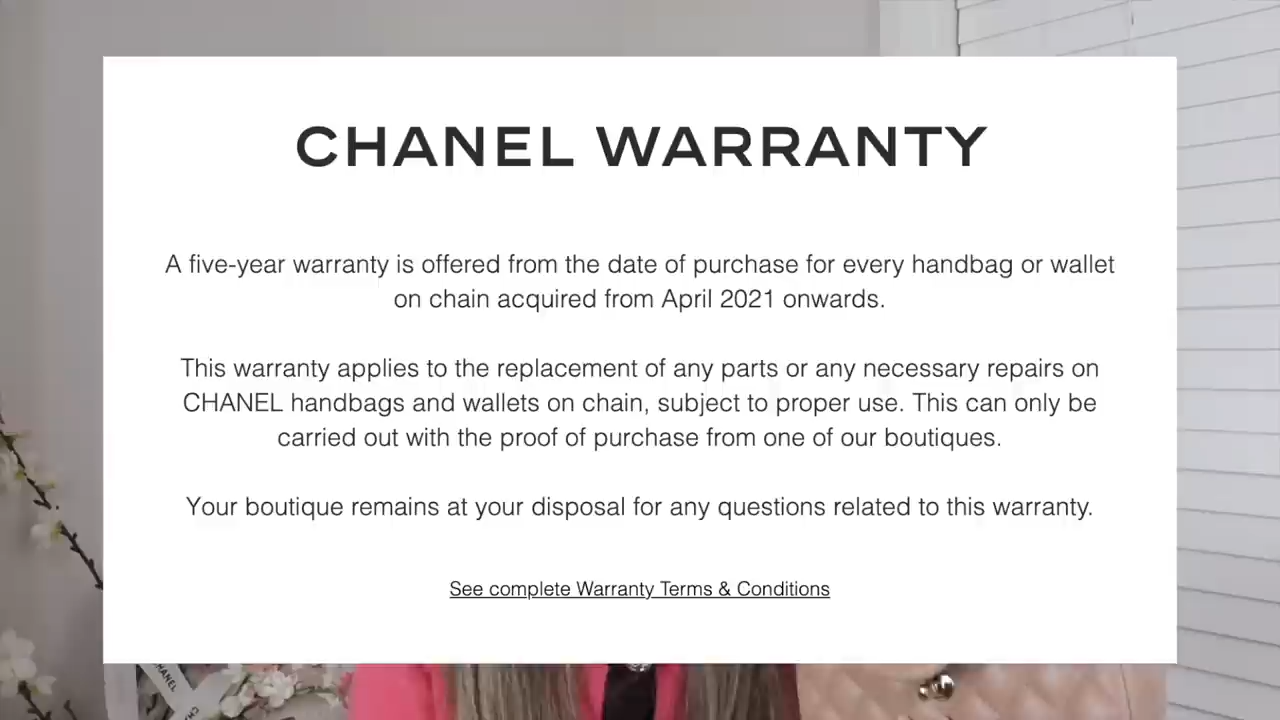 CHANEL WARRANTY
A five-year warranty is offered from the date of purchase for every handbag or wallet
on chain acquired from April 2021 onwards.
This warranty applies to the replacement of any parts or any necessary repairs on
CHANEL handbags and wallets on chain, subject to proper use. This can only be
carried out with the proof of purchase from one of our boutiques.
Your boutique remains at your disposal for any questions related to this warranty.
See complete Warranty Terms & Conditions
CHANEL